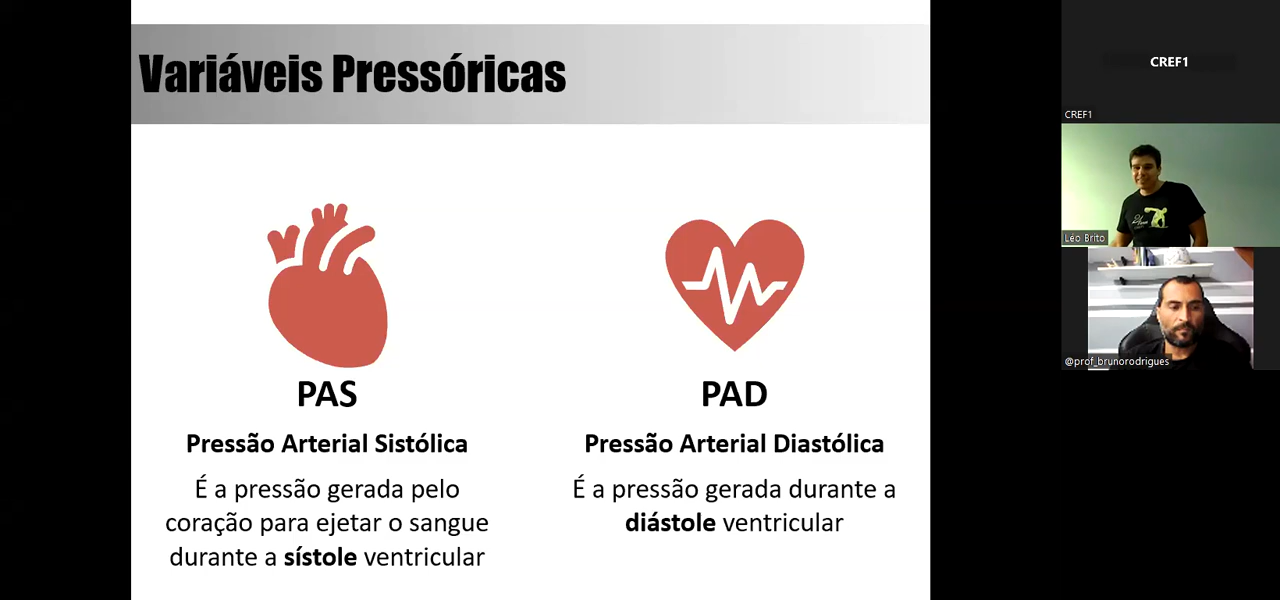 Variáveis Pressóricas
PAS
Pressão Arterial Sistólica
É a pressão gerada pelo
coração para ejetar o sangue
durante a sístole ventricular
PAD
Pressão Arterial Diastólica
É a pressão gerada durante a
diástole ventricular
CREF1
CREF1
Léo Brito
@prof_brunorodrigues